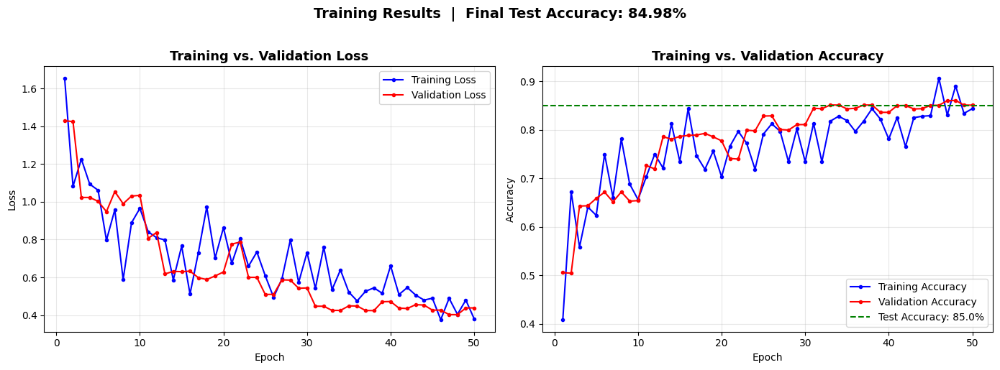 Training Results | Final Test Accuracy: 84.98%
Training vs. Validation Loss
Training Loss
Validation Loss
1.6
1.4
1.2
1.0
0.8
0.6
0.4
Loss
0
10
20
30
40
50
Epoch
Training vs. Validation Accuracy
0.9
0.8
0.7
0.6
0.5
0.4
Accuracy
Training Accuracy
Validation Accuracy
Test Accuracy: 85.0%
0
10
20
30
40
50
Epoch